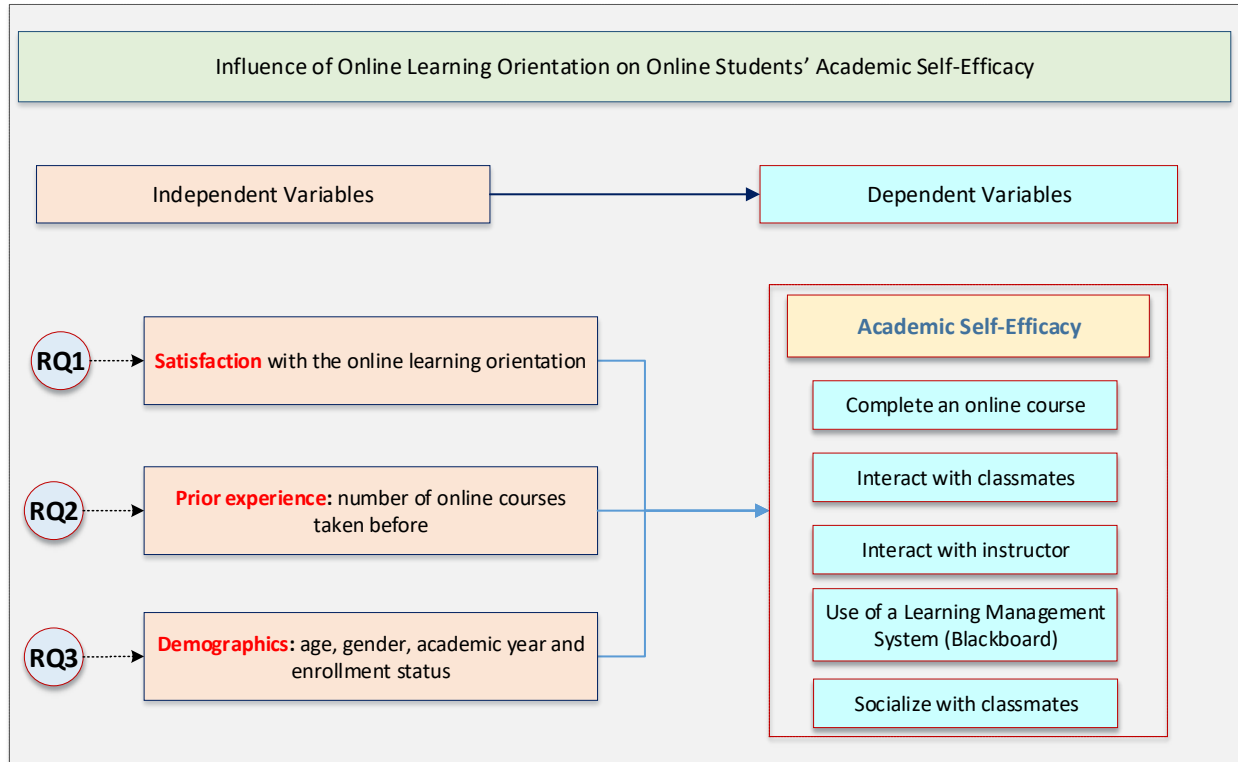 Influence of Online Learning Orientation on Online Students’ Academic Self-Efficacy
Independent Variables
Dependent Variables
RQ1
Satisfaction with the online learning orientation
RQ2
Prior experience: number of online courses
taken before
RQ3
Demographics: age, gender, academic year and
enrollment status
Academic Self-Efficacy
Complete an online course
Interact with classmates
Interact with instructor
Use of a Learning Management
System (Blackboard)
Socialize with classmates